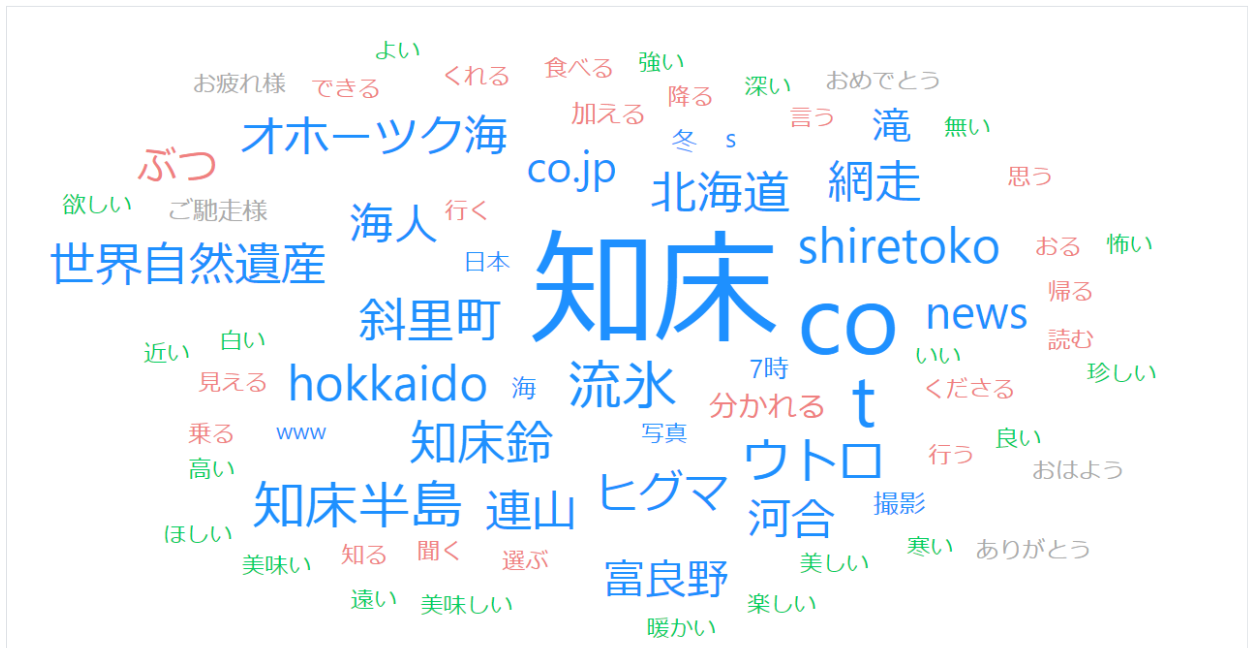 よい
お疲れ様 できる くれる 食べる 強い 深い おめでとう
加える 降る 言う 滝 無い
オホーツク海 冬 s
ぶつ co.jp 北海道 網走 思う
欲しい ご馳走様 海人 行く
世界自然遺産 日本 知床 shiretoko おる 怖い
帰る
斜里町 co news
近い 白い 読む
見える hokkaido 海 流氷 7時 いい くださる 珍しい
分かれる t
乗る www 知床鈴 写真 ウトロ 行う 良い
高い おはよう
知床半島 連山 ヒグマ 河合 撮影
ほしい 美味い 知る 聞く 選ぶ 美しい 寒い ありがとう
富良野
遠い 美味しい 楽しい
暖かい